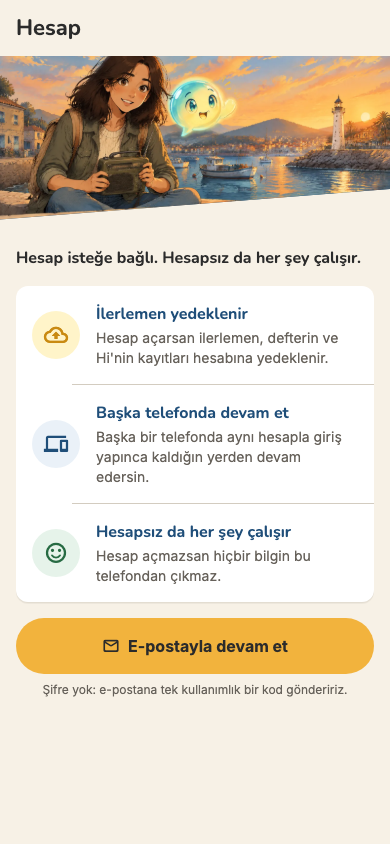 Hesap
Hesap isteğe bağlı. Hesapsız da her şey çalışır.
İlerlemen yedeklenir
Hesap açarsan ilerlemen, defterin ve
Hi'nin kayıtları hesabına yedeklenir.
Başka telefonda devam et
Başka bir telefonda aynı hesapla giriş
yapınca kaldığın yerden devam
edersin.
Hesapsız da her şey çalışır
Hesap açmazsan hiçbir bilgin bu
telefondan çıkmaz.
E-postayla devam et
Şifre yok: e-postana tek kullanımlık bir kod göndeririz.